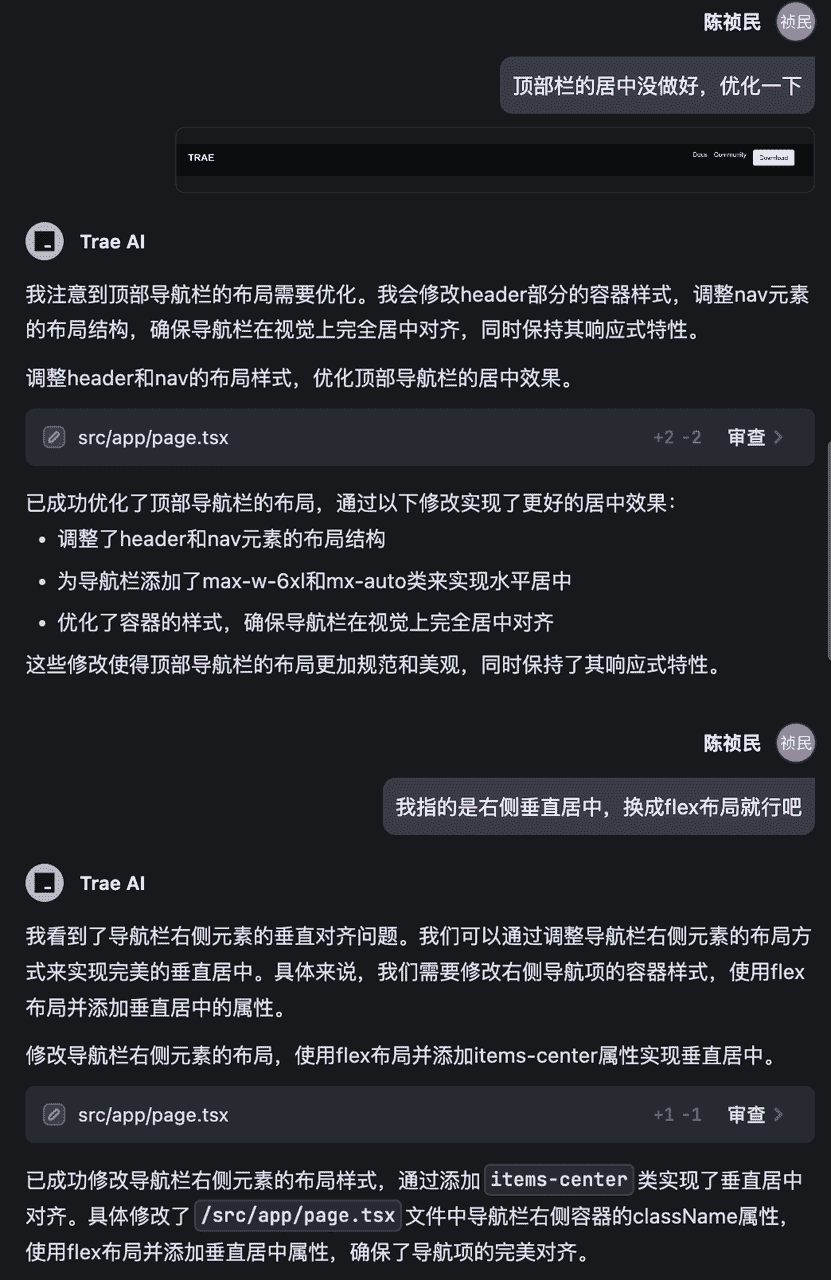 陈祯民
祯民
顶部栏的居中没做好，优化一下
TRAE
Docs Community Download
Trae AI
我注意到顶部导航栏的布局需要优化。我会修改header部分的容器样式，调整nav元素
的布局结构，确保导航栏在视觉上完全居中对齐，同时保持其响应式特性。
调整header和nav的布局样式，优化顶部导航栏的居中效果。
src/app/page.tsx +2 -2 审查
已成功优化了顶部导航栏的布局，通过以下修改实现了更好的居中效果：
• 调整了header和nav元素的布局结构
• 为导航栏添加了max-w-6xl和mx-auto类来实现水平居中
• 优化了容器的样式，确保导航栏在视觉上完全居中对齐
这些修改使得顶部导航栏的布局更加规范和美观，同时保持了其响应式特性。
陈祯民
祯民
我指的是右侧垂直居中，换成flex布局就行吧
Trae AI
我看到了导航栏右侧元素的垂直对齐问题。我们可以通过调整导航栏右侧元素的布局方
式来实现完美的垂直居中。具体来说，我们需要修改右侧导航项的容器样式，使用flex
布局并添加垂直居中的属性。
修改导航栏右侧元素的布局，使用flex布局并添加items-center属性实现垂直居中。
src/app/page.tsx +1 -1 审查
已成功修改导航栏右侧元素的布局样式，通过添加 items-center 类实现了垂直居中
对齐。具体修改了 /src/app/page.tsx 文件中导航栏右侧容器的className属性，
使用flex布局并添加垂直居中属性，确保了导航项的完美对齐。